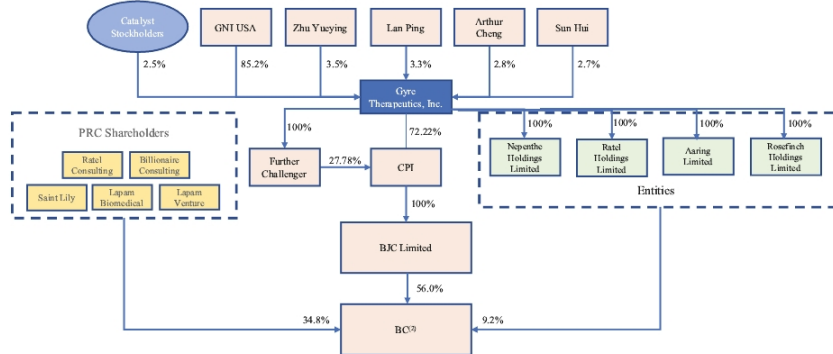 Catalyst
Stockholders
GNI USA
Zhu Yueying
Lan Ping
Arthur
Cheng
Sun Hui
2.5%
85.2%
3.5%
3.3%
2.8%
2.7%
Gyre
Therapeutics, Inc.
PRC Shareholders
Ratel
Consulting
Billionaire
Consulting
Saint Lily
Lapam
Biomedical
Lapam
Venture
100%
72.22%
Further
Challenger
27.78%
CPI
100%
100%
100%
100%
Nepenthe
Holdings
Limited
Ratel
Holdings
Limited
Aaring
Limited
Rosefinch
Holdings
Limited
Entities
100%
BJC Limited
56.0%
34.8%
BC(2)
9.2%